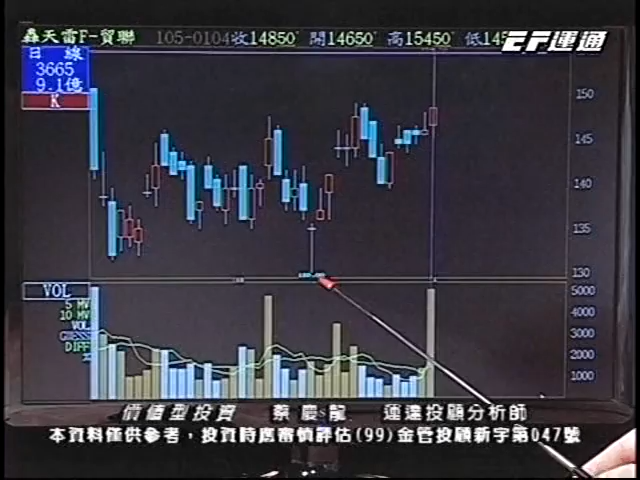 轟天雷F-貿聯 105-0104收14850 開14650 高15450 低145
EF運通
日 線
3665
9.1億
K
150
145
140
135
130
VOL
5 MV
10 MV
VOL
DIFF
5000
4000
3000
2000
1000
價值型投資 蔡慶龍 運達投顧分析師
本資料僅供參考，投資時應審慎評估(99)金管投顧新字第047號